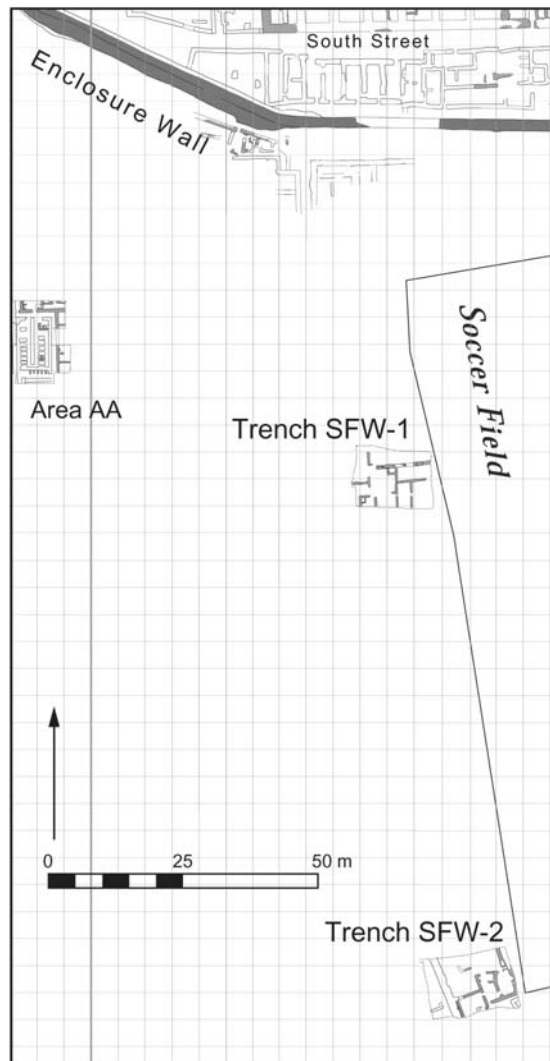 South Street
Enclosure Wall
Soccer Field
Area AA
Trench SFW-1
0 25 50 m
Trench SFW-2